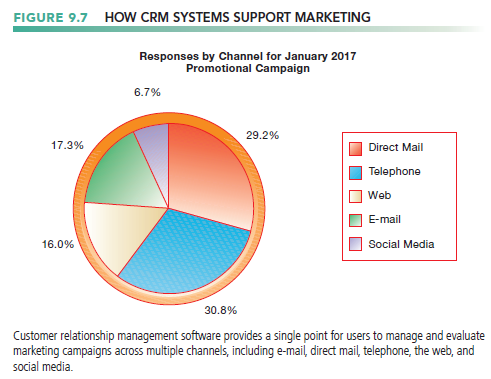 FIGURE 9.7 HOW CRM SYSTEMS SUPPORT MARKETING
Responses by Channel for January 2017
Promotional Campaign
6.7%
29.2%
17.3%
16.0%
30.8%
Direct Mail
Telephone
Web
E-mail
Social Media
Customer relationship management software provides a single point for users to manage and evaluate
marketing campaigns across multiple channels, including e-mail, direct mail, telephone, the web, and
social media.